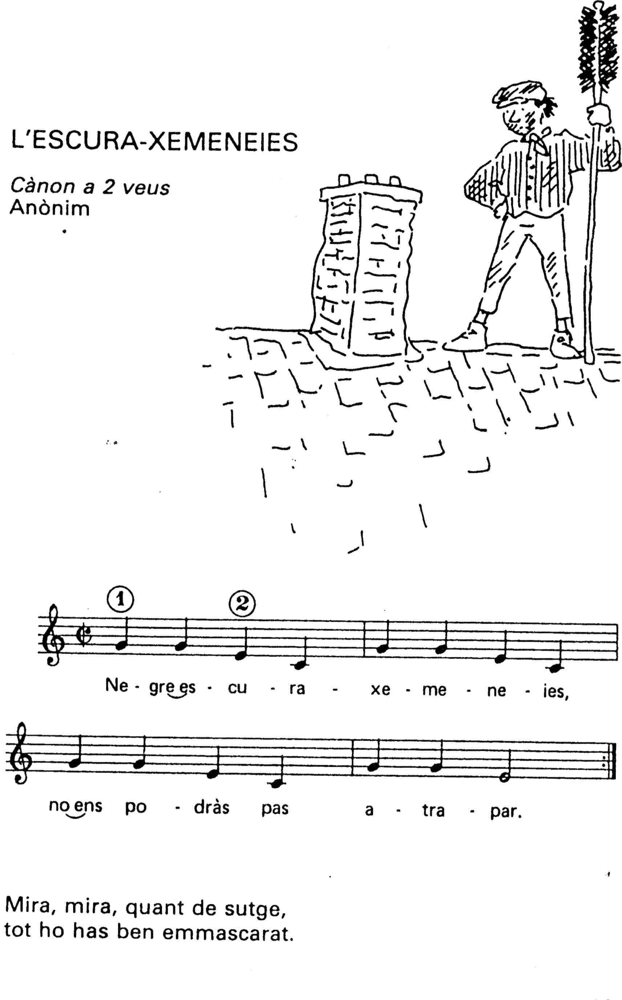 L'ESCURA-XEMENEIES
Cànon a 2 veus
Anònim
1 2
Ne - gre es - cu - ra - xe - me - ne - ies,
no ens po - dràs pas a - tra - par.
Mira, mira, quant de sutge,
tot ho has ben emmascarat.